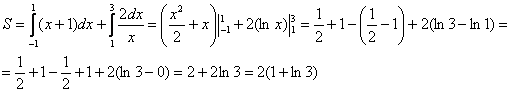 S = ∫_{-1}^{1} (x+1)dx + ∫_{1}^{3} 2dx/x = (x²/2 + x)|_{-1}^{1} + 2(ln x)|_{1}^{3} = 1/2 + 1 - (1/2 - 1) + 2(ln 3 - ln 1) =
= 1/2 + 1 - 1/2 + 1 + 2(ln 3 - 0) = 2 + 2 ln 3 = 2(1 + ln 3)